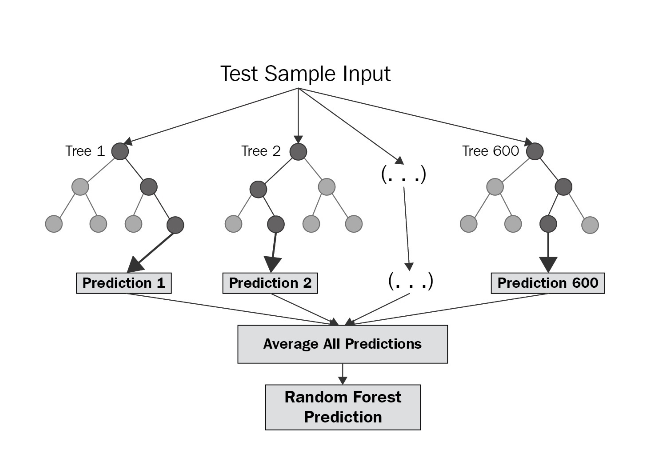 Test Sample Input
Tree 1
Tree 2
(. . .)
Tree 600
Prediction 1
Prediction 2
(. . .)
Prediction 600
Average All Predictions
Random Forest
Prediction